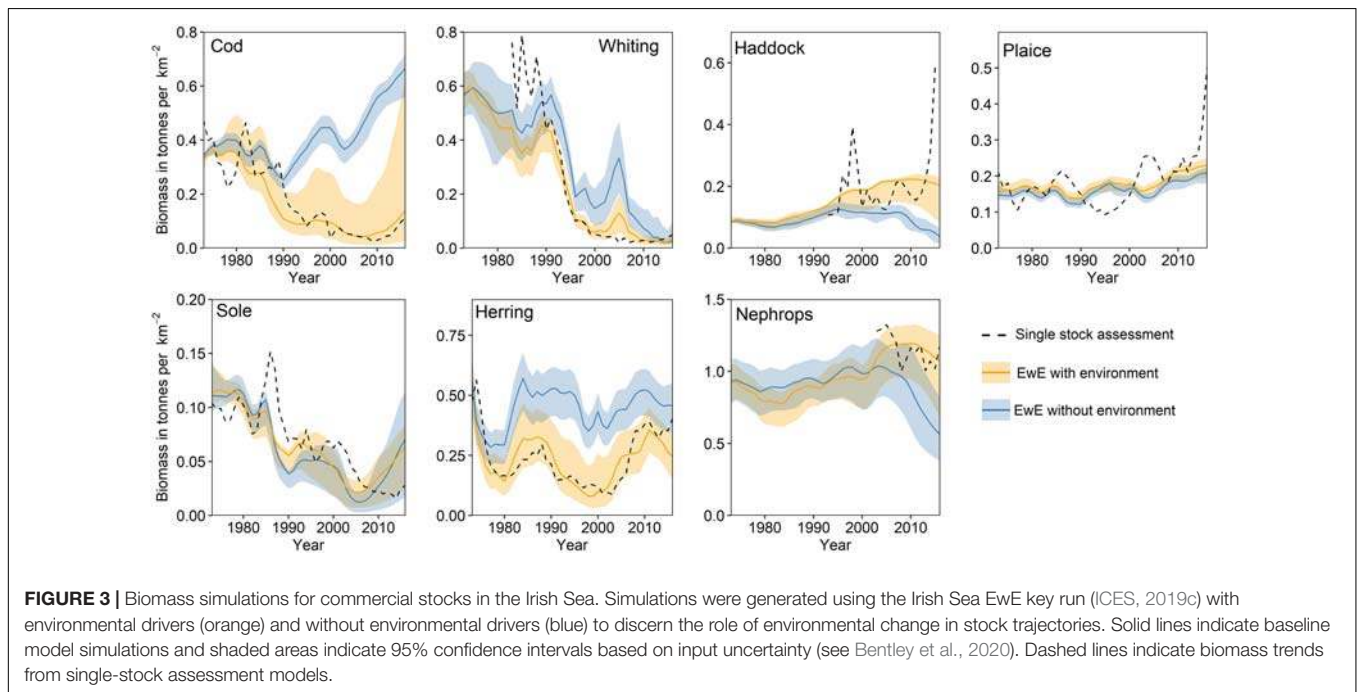 Cod
Whiting
Haddock
Plaice
Biomass in tonnes per km⁻²
0.8
0.6
0.4
0.2
0.0
1980 1990 2000 2010
Year
0.8
0.6
0.4
0.2
0.0
1980 1990 2000 2010
Year
0.6
0.4
0.2
0.0
1980 1990 2000 2010
Year
0.5
0.4
0.3
0.2
0.1
0.0
1980 1990 2000 2010
Year
Sole
Herring
Nephrops
Biomass in tonnes per km⁻²
0.20
0.15
0.10
0.05
0.00
1980 1990 2000 2010
Year
0.75
0.50
0.25
0.00
1980 1990 2000 2010
Year
1.5
1.0
0.5
0.0
1980 1990 2000 2010
Year
Single stock assessment
EwE with environment
EwE without environment
FIGURE 3 | Biomass simulations for commercial stocks in the Irish Sea. Simulations were generated using the Irish Sea EwE key run (ICES, 2019c) with
environmental drivers (orange) and without environmental drivers (blue) to discern the role of environmental change in stock trajectories. Solid lines indicate baseline
model simulations and shaded areas indicate 95% confidence intervals based on input uncertainty (see Bentley et al., 2020). Dashed lines indicate biomass trends
from single-stock assessment models.